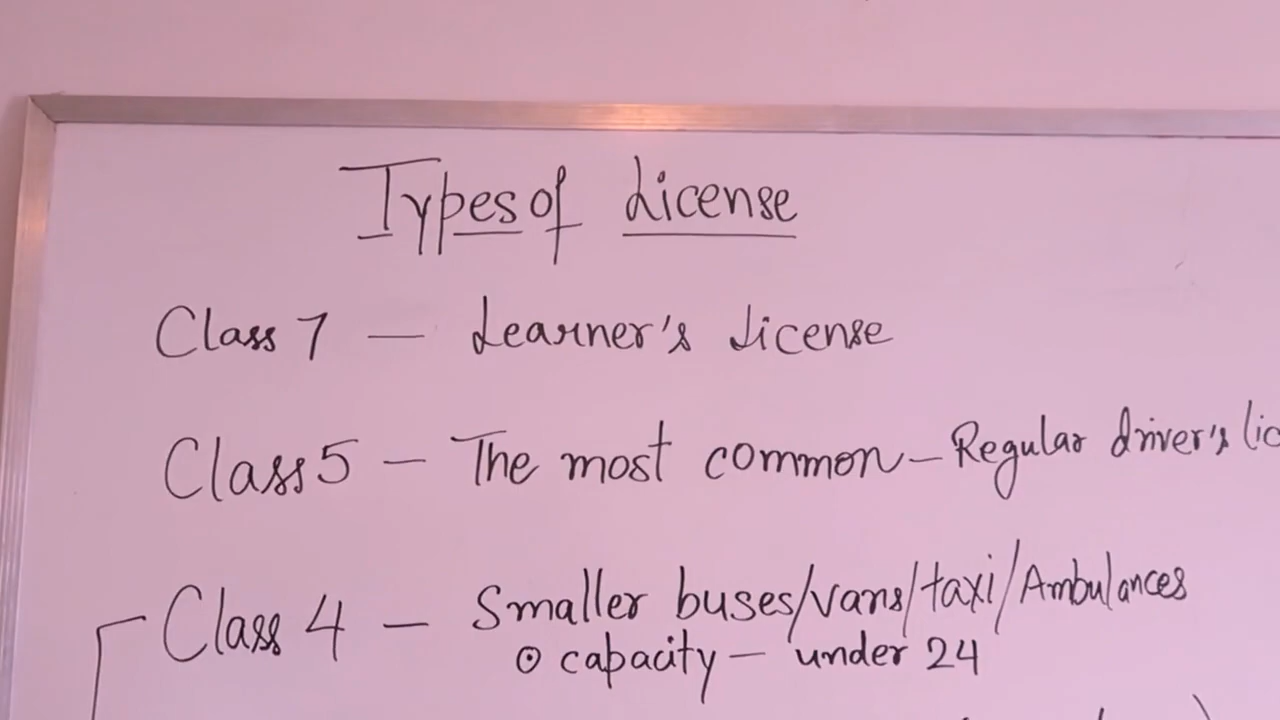 Types of License
Class 7 — Learner's License
Class 5 — The most common — Regular driver's lic
Class 4 — Smaller buses/vans/taxi/Ambulances
⊙ capacity — under 24